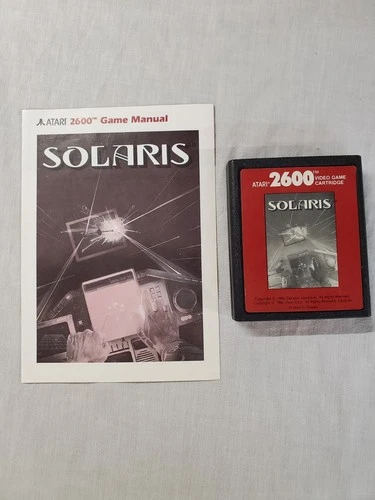 ATARI 2600™ Game Manual
SOLARIS
ATARI® 2600™ VIDEO GAME
CARTRIDGE
SOLARIS